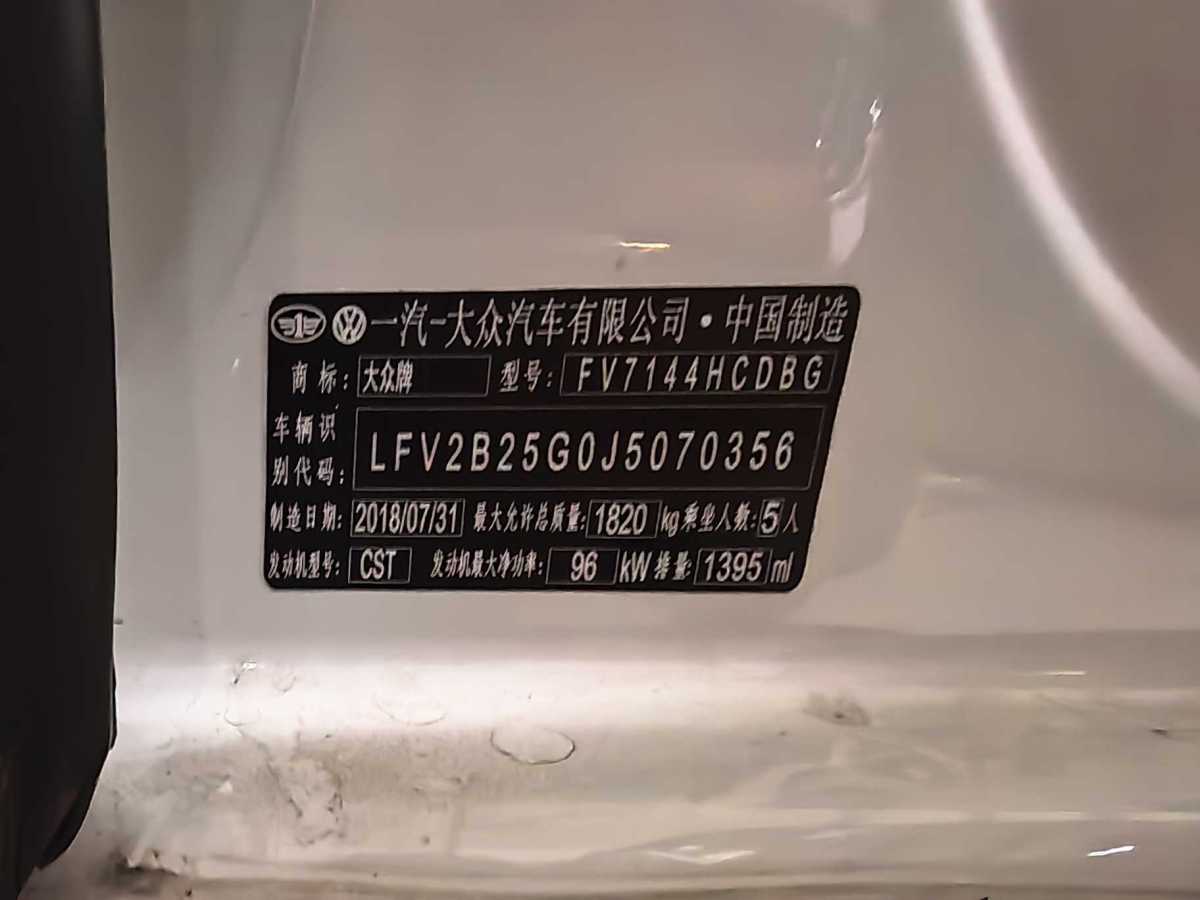 一汽-大众汽车有限公司·中国制造
商标: 大众牌 型号: FV7144HCDBG
车辆识
别代码: LFV2B25G0J5070356
制造日期: 2018/07/31 最大允许总质量: 1820 kg 乘坐人数: 5 人
发动机型号: CST 发动机最大净功率: 96 kW 排量: 1395 ml